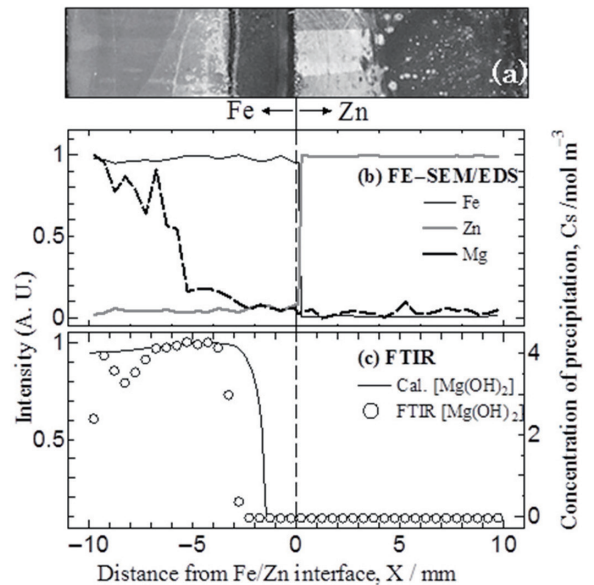 (a)
Fe ← → Zn
1
0.5
0
(b) FE-SEM/EDS
Fe
Zn
Mg
1
0.5
(c) FTIR
Cal. [Mg(OH)2]
FTIR [Mg(OH)2]
4
2
0
−10 −5 0 5 10
Distance from Fe/Zn interface, X / mm
Intensity (A. U.)
Concentration of precipitation, Cs /mol m−3